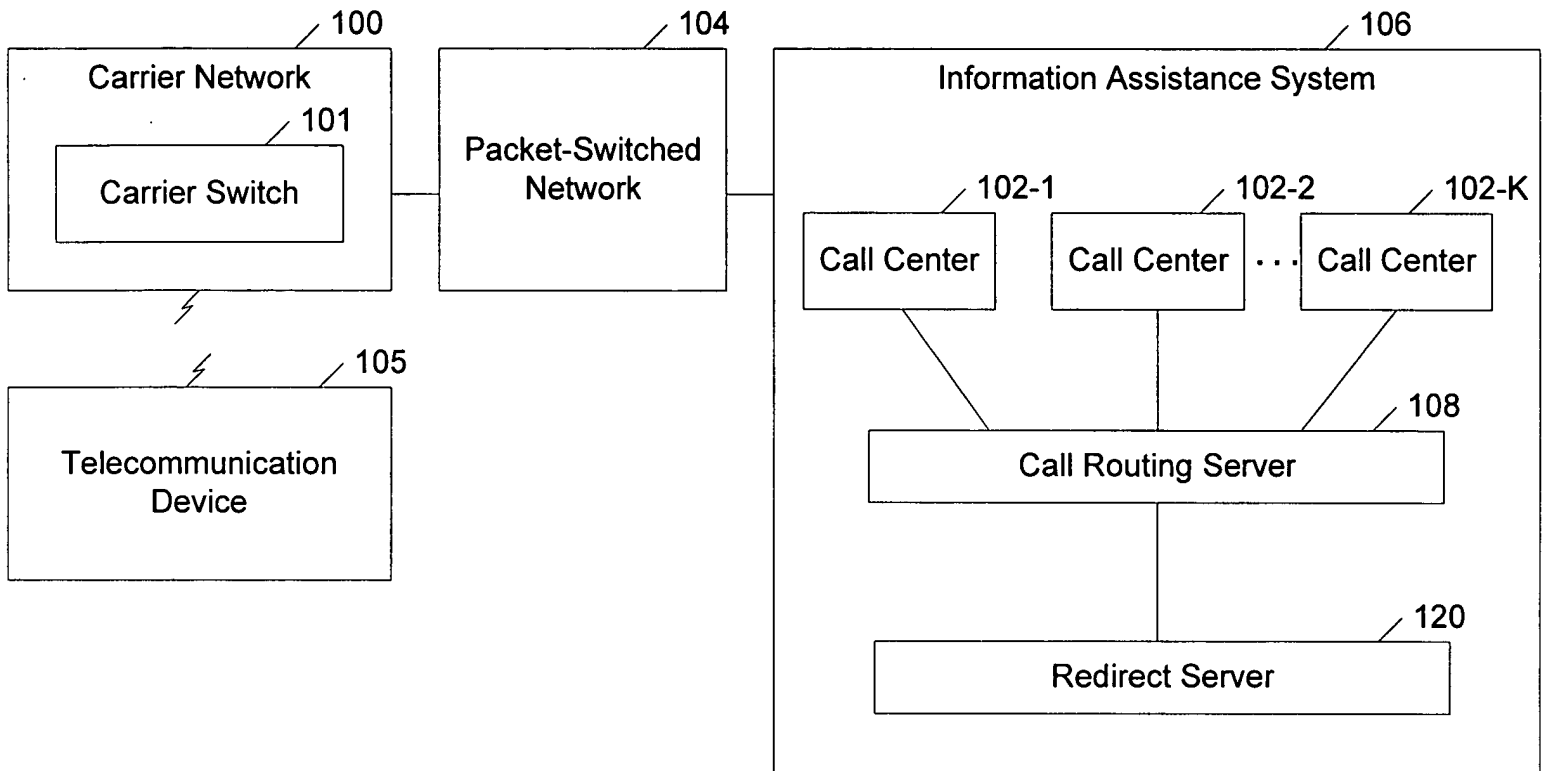 100
104
106
Carrier Network
Information Assistance System
101
Carrier Switch
Packet-Switched
Network
102-1
102-2
102-K
Call Center
Call Center
...
Call Center
105
Telecommunication
Device
108
Call Routing Server
120
Redirect Server